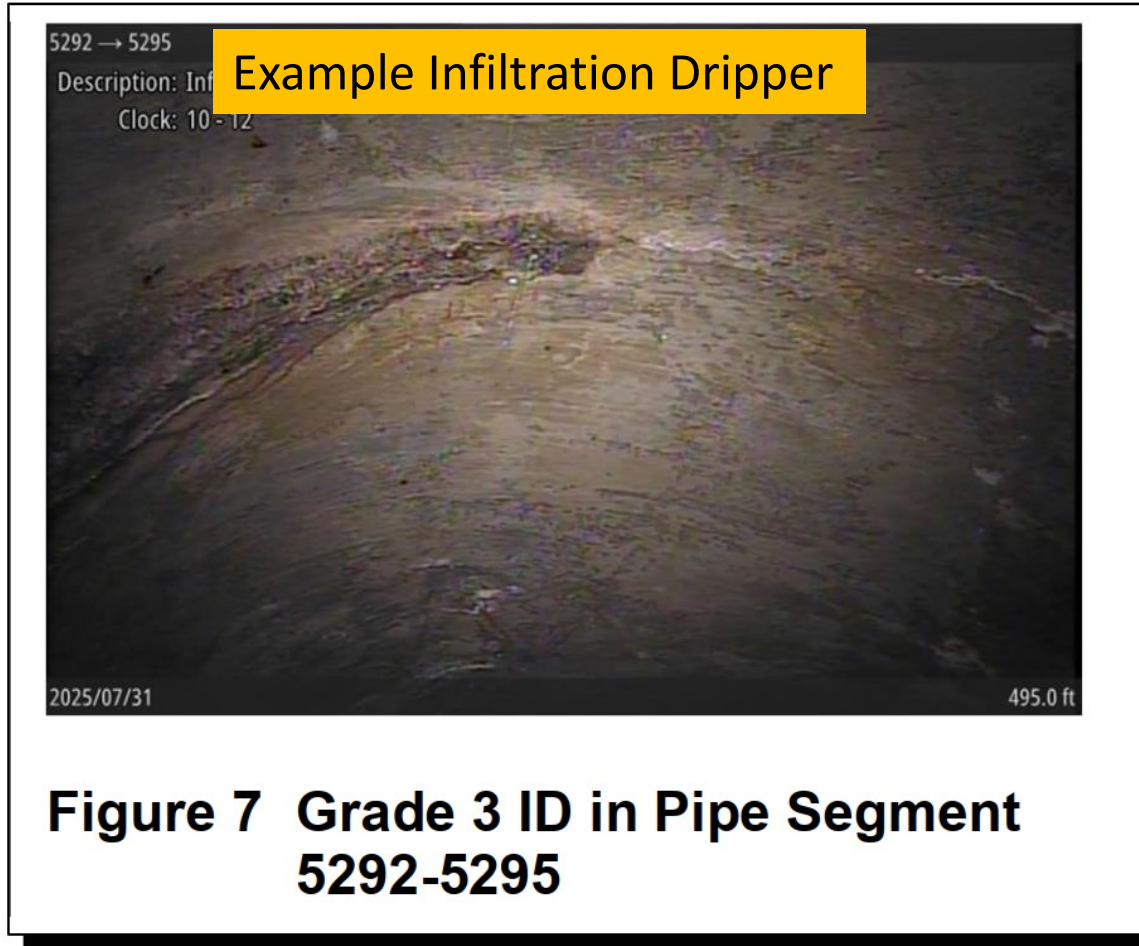 5292 → 5295
Example Infiltration Dripper
Description:
Clock: 10 - 12
2025/07/31
495.0 ft
Figure 7 Grade 3 ID in Pipe Segment
5292-5295